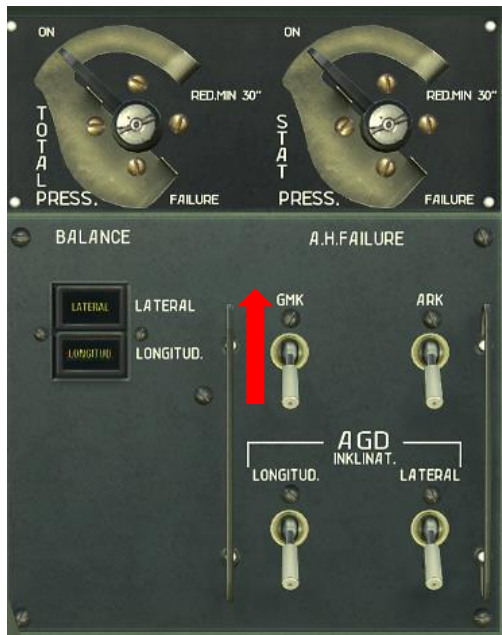 ON
ON
RED.MIN 30"
RED.MIN 30"
TOTAL
PRESS.
STAT
PRESS.
FAILURE
FAILURE
BALANCE
A.H.FAILURE
LATERAL
LATERAL
LONGITUD.
LONGITUD.
GMK
ARK
AGD
INKLINAT.
LONGITUD.
LATERAL